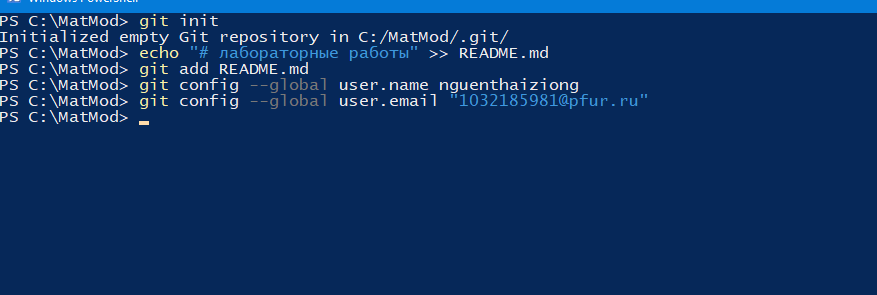 Windows PowerShell
PS C:\MatMod> git init
Initialized empty Git repository in C:/MatMod/.git/
PS C:\MatMod> echo "# лабораторные работы" >> README.md
PS C:\MatMod> git add README.md
PS C:\MatMod> git config --global user.name nguenthaiziong
PS C:\MatMod> git config --global user.email "1032185981@pfur.ru"
PS C:\MatMod>